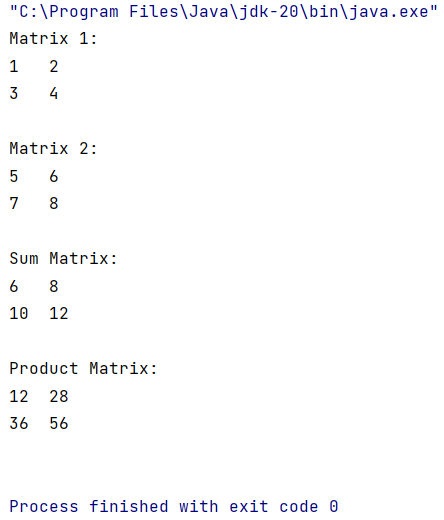 "C:\Program Files\Java\jdk-20\bin\java.exe"
Matrix 1:
1 2
3 4
Matrix 2:
5 6
7 8
Sum Matrix:
6 8
10 12
Product Matrix:
12 28
36 56
Process finished with exit code 0